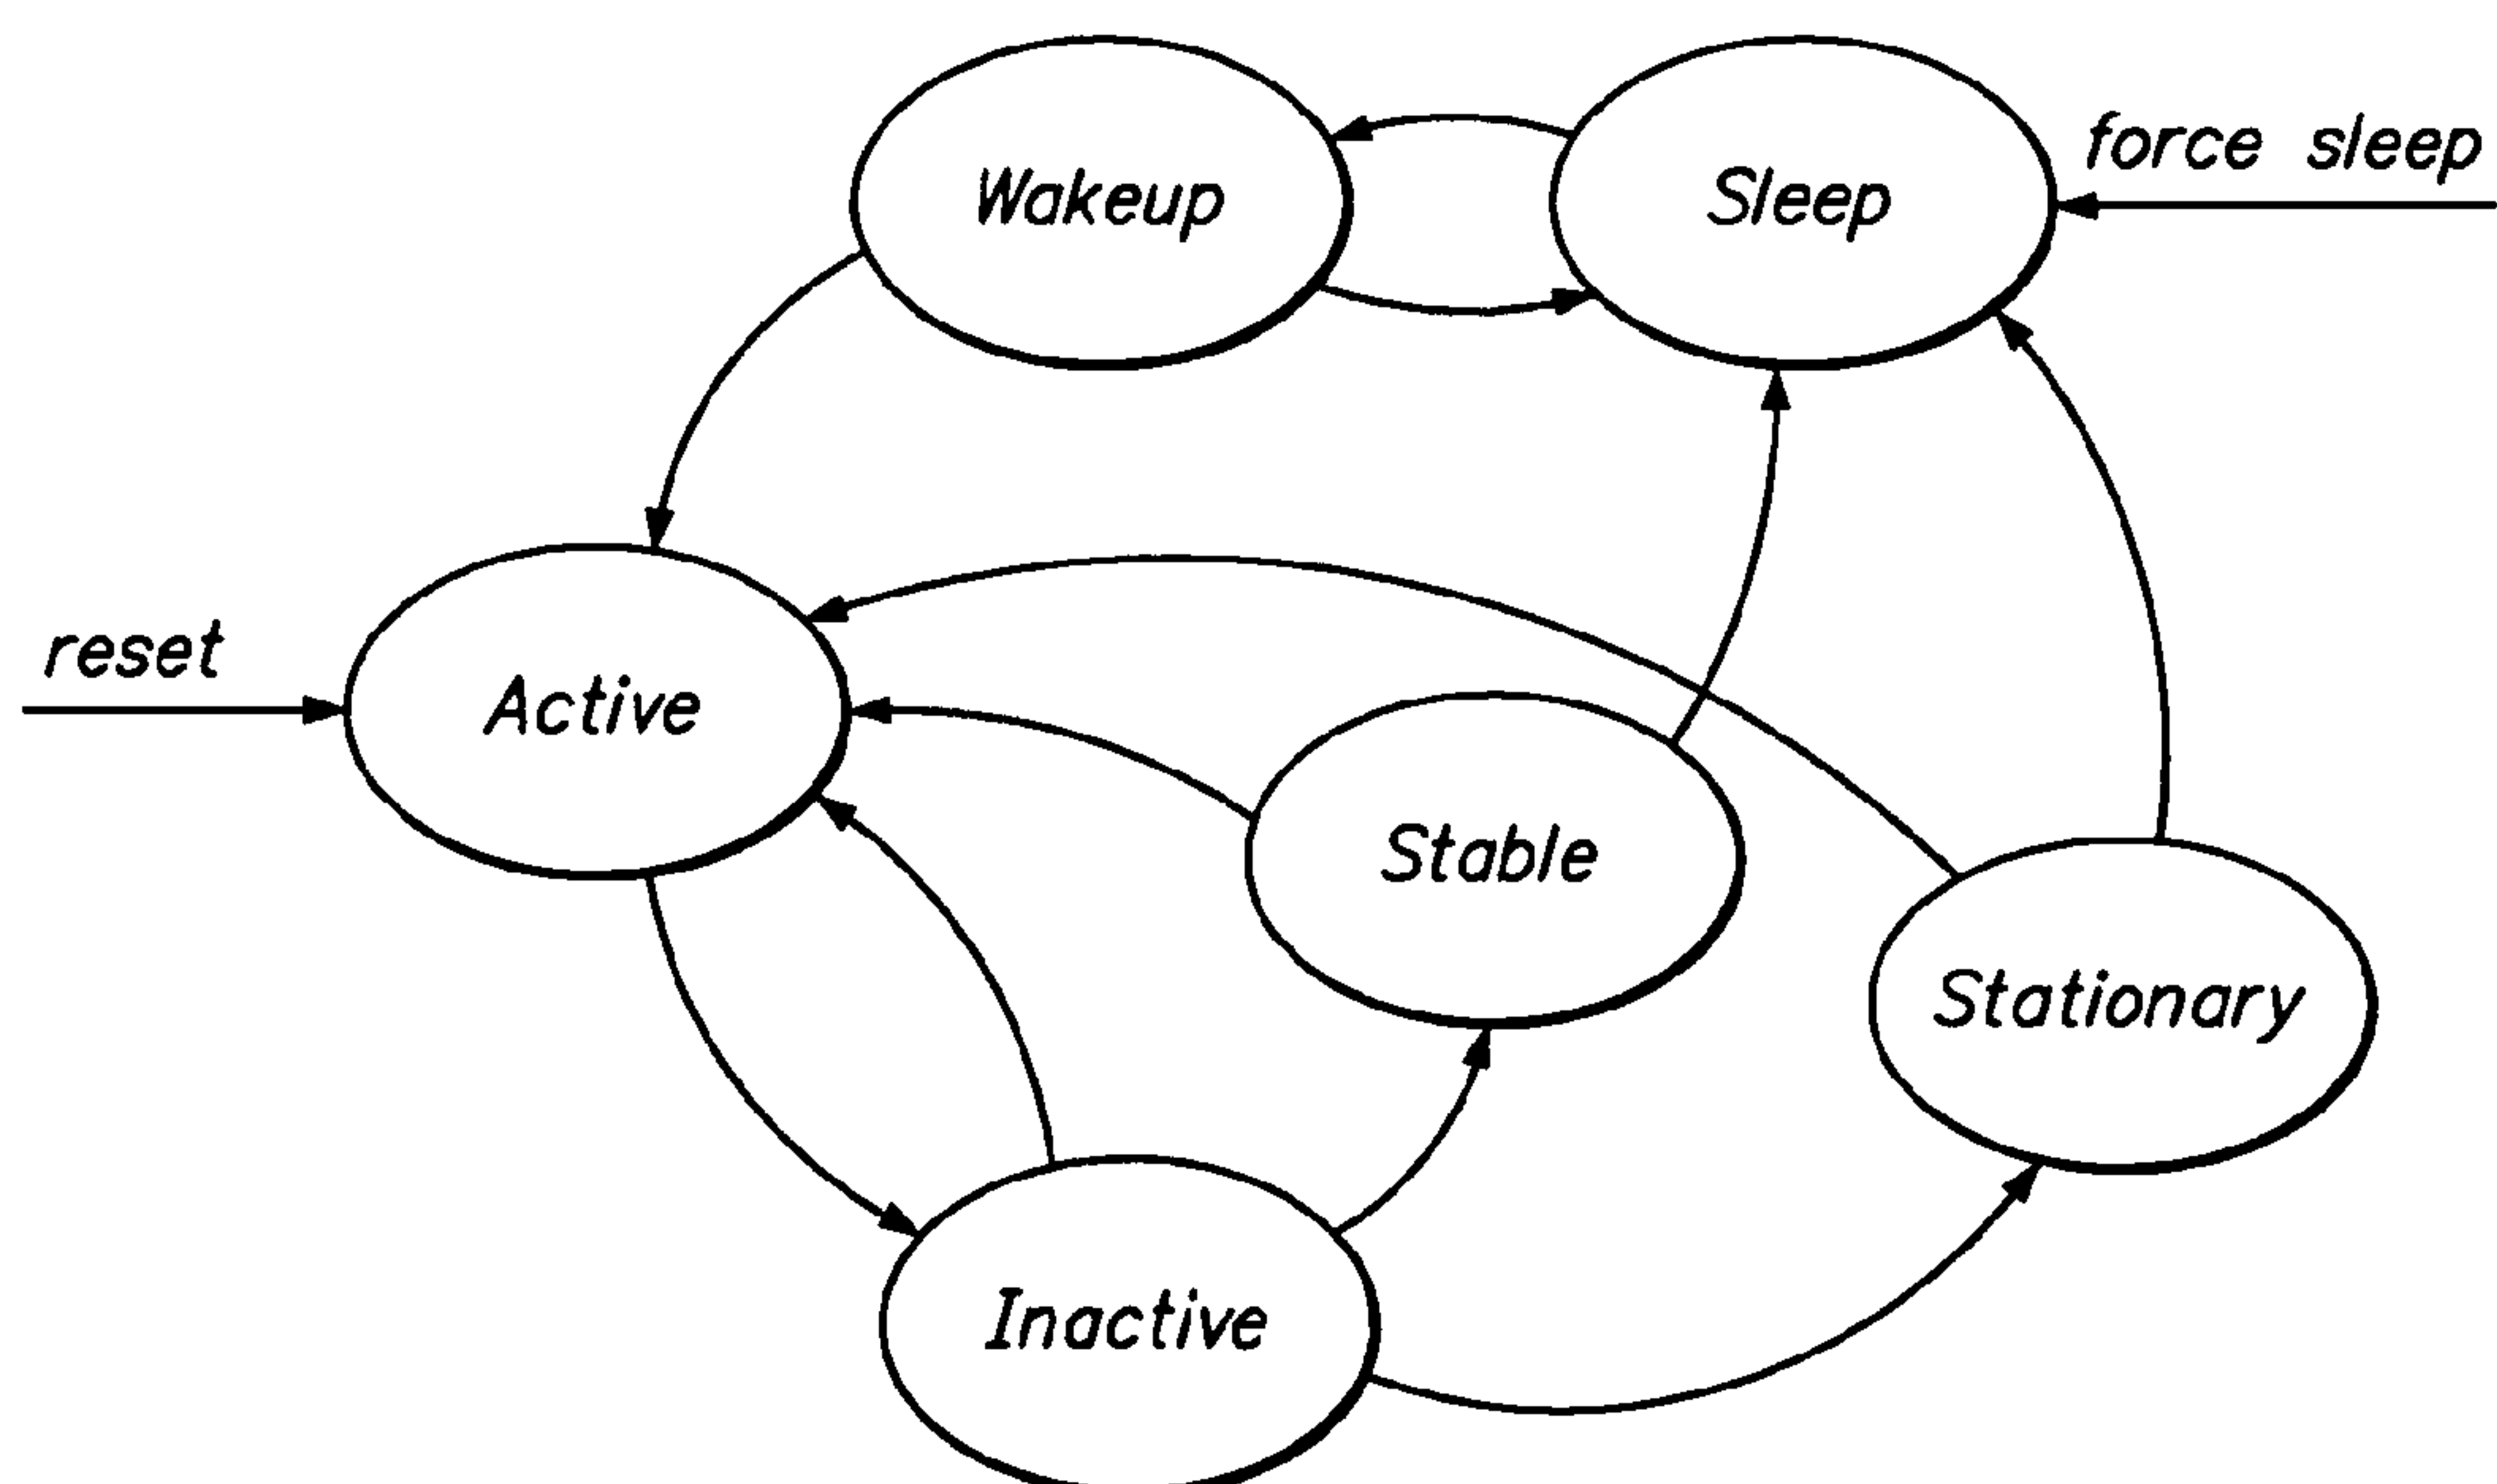 Wakeup
Sleep
force sleep
reset
Active
Stable
Stationary
Inactive